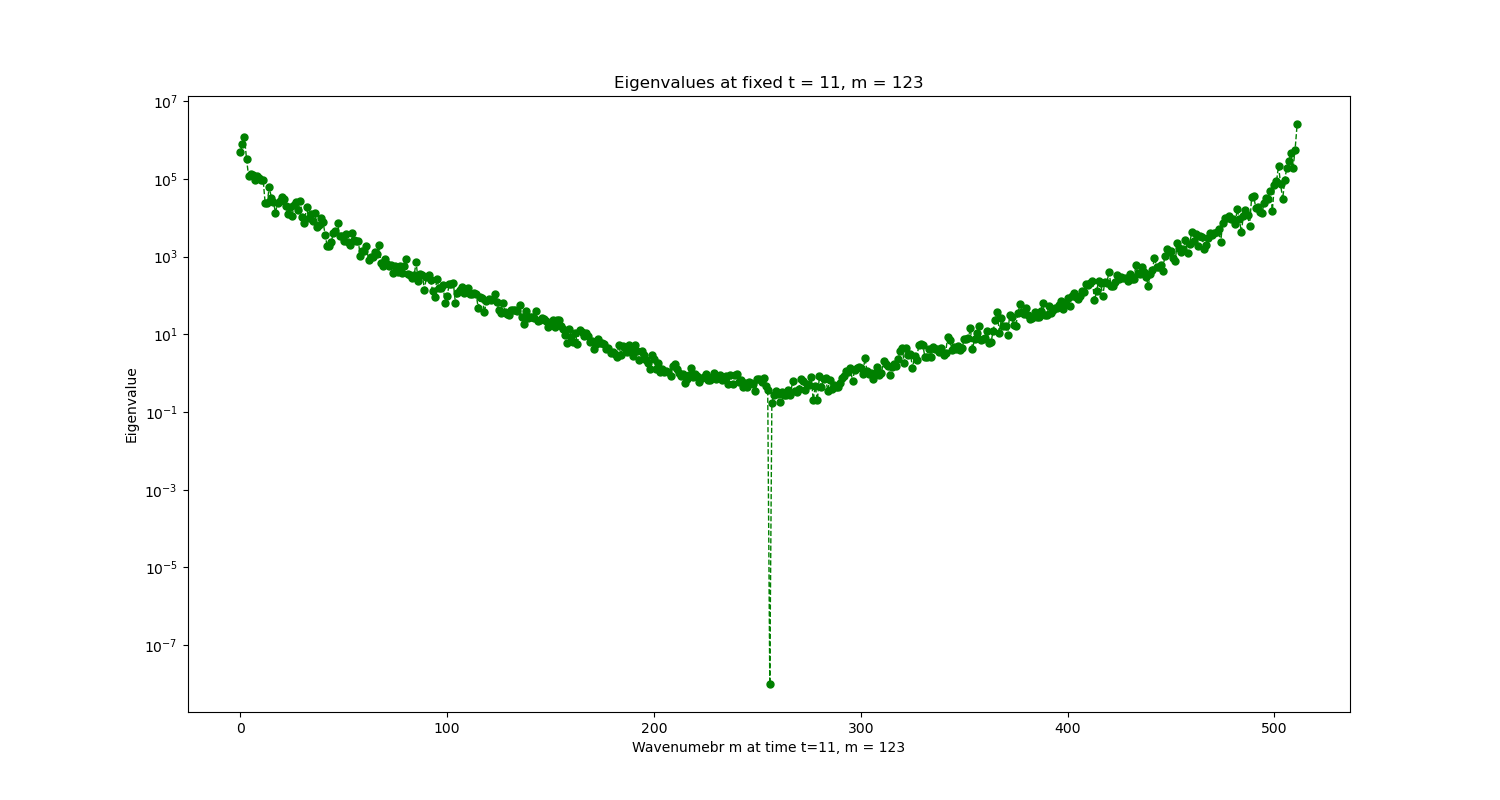 Eigenvalues at fixed t = 11, m = 123
10^7
10^5
10^3
10^1
10^-1
10^-3
10^-5
10^-7
Eigenvalue
0 100 200 300 400 500
Wavenumebr m at time t=11, m = 123